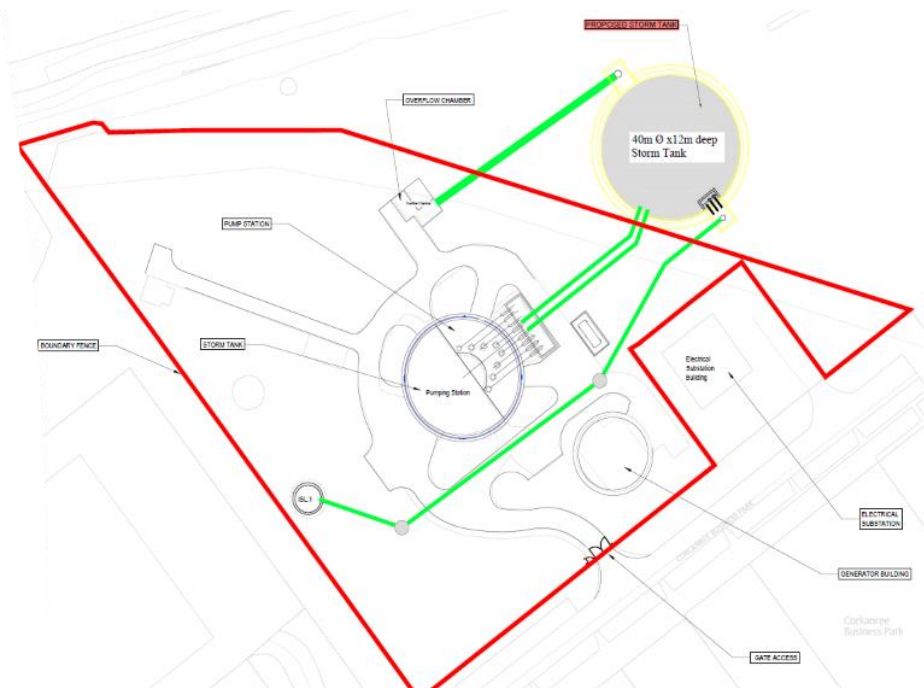 PROPOSED STORM TANK
OVERFLOW CHAMBER
40m Ø x12m deep
Storm Tank
PUMP STATION
BOUNDARY FENCE
STORM TANK
Pumping Station
Electrical
Substation
Building
ISL 1
ELECTRICAL
SUBSTATION
GENERATOR BUILDING
Corkanree
Business Park
GATE ACCESS